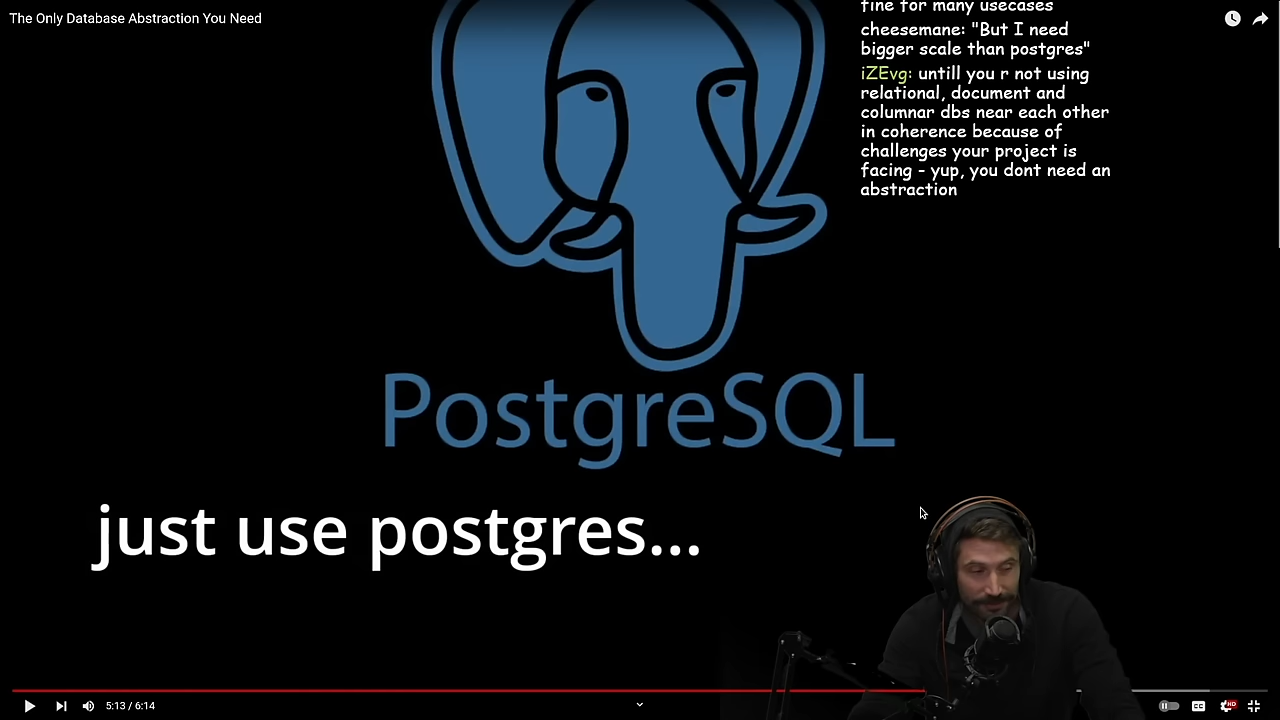 The Only Database Abstraction You Need
fine for many usecases
cheesemane: "But I need
bigger scale than postgres"
iZEvg: untill you r not using
relational, document and
columnar dbs near each other
in coherence because of
challenges your project is
facing - yup, you dont need an
abstraction
PostgreSQL
just use postgres...
5:13 / 6:14
CC
HD